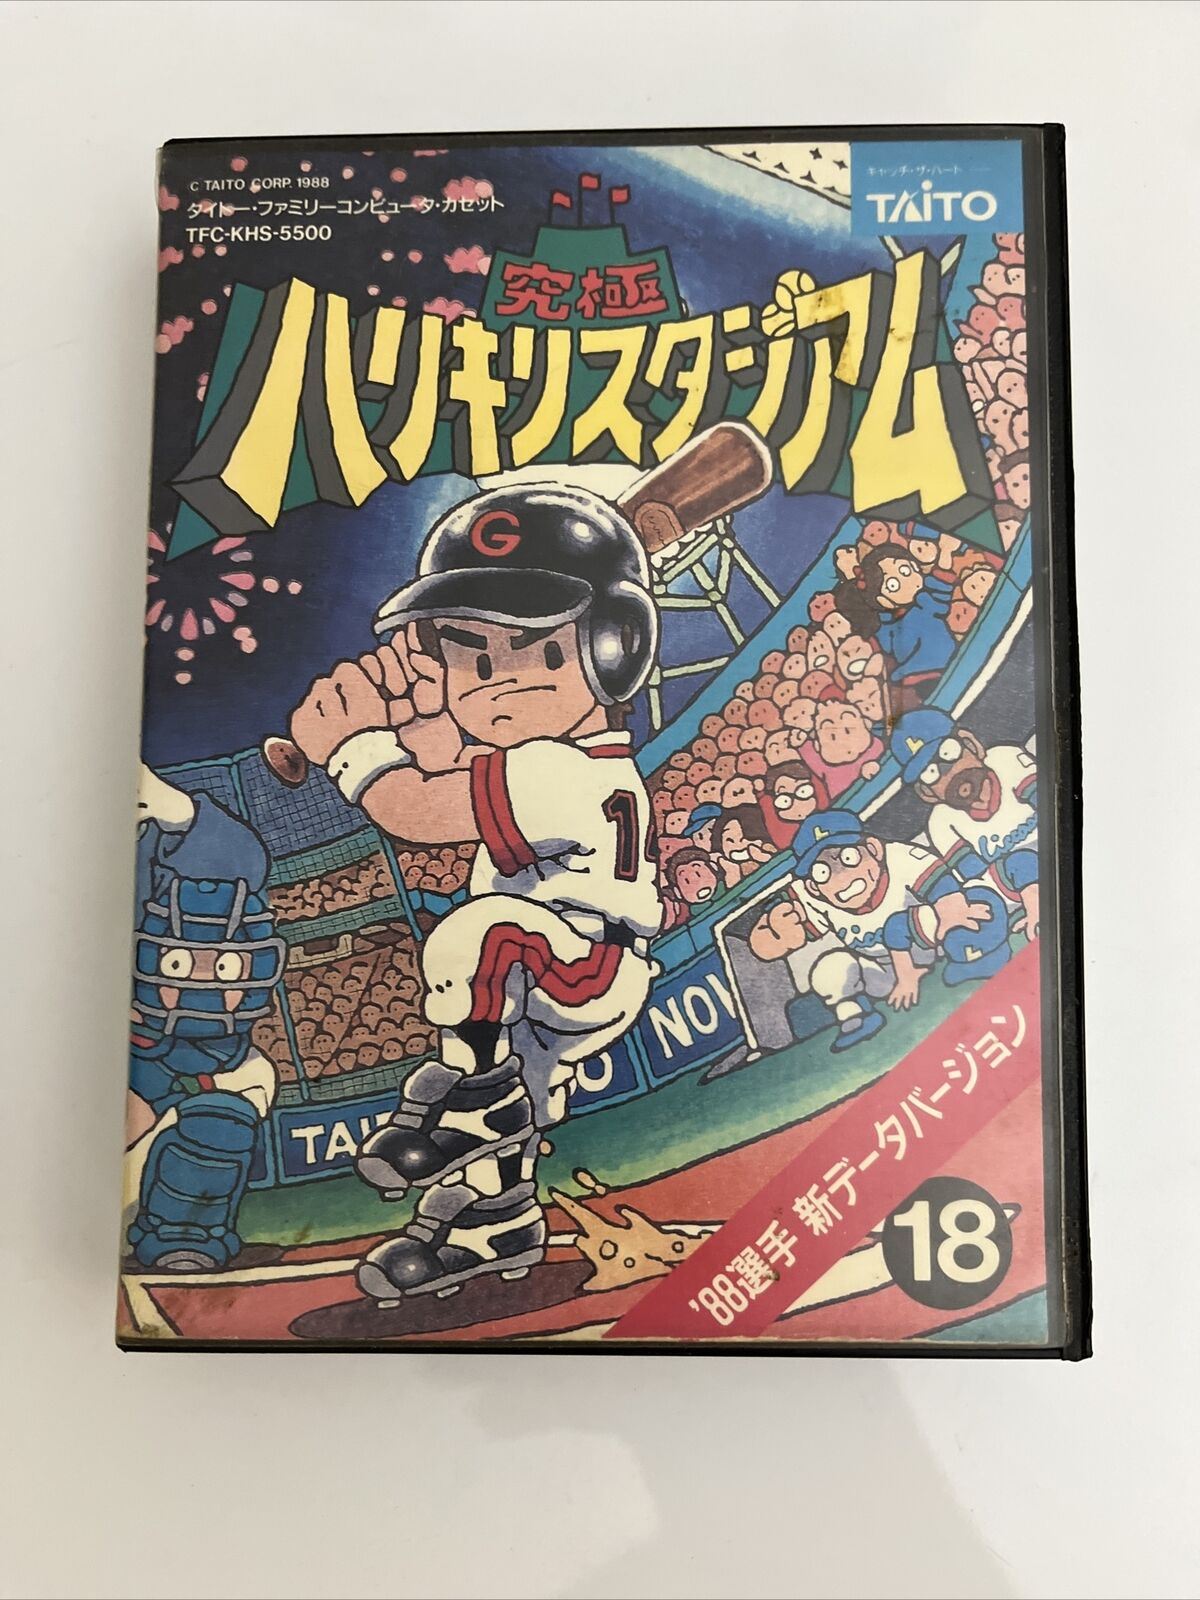 © TAITO CORP. 1988
タイトー・ファミリーコンピュータ・カセット
TFC-KHS-5500
キャッチ・ザ・ハート
TAITO
究極
ハリキリスタジアム
G
1
L
L
NOV
TAI
'88選手 新データバージョン
18